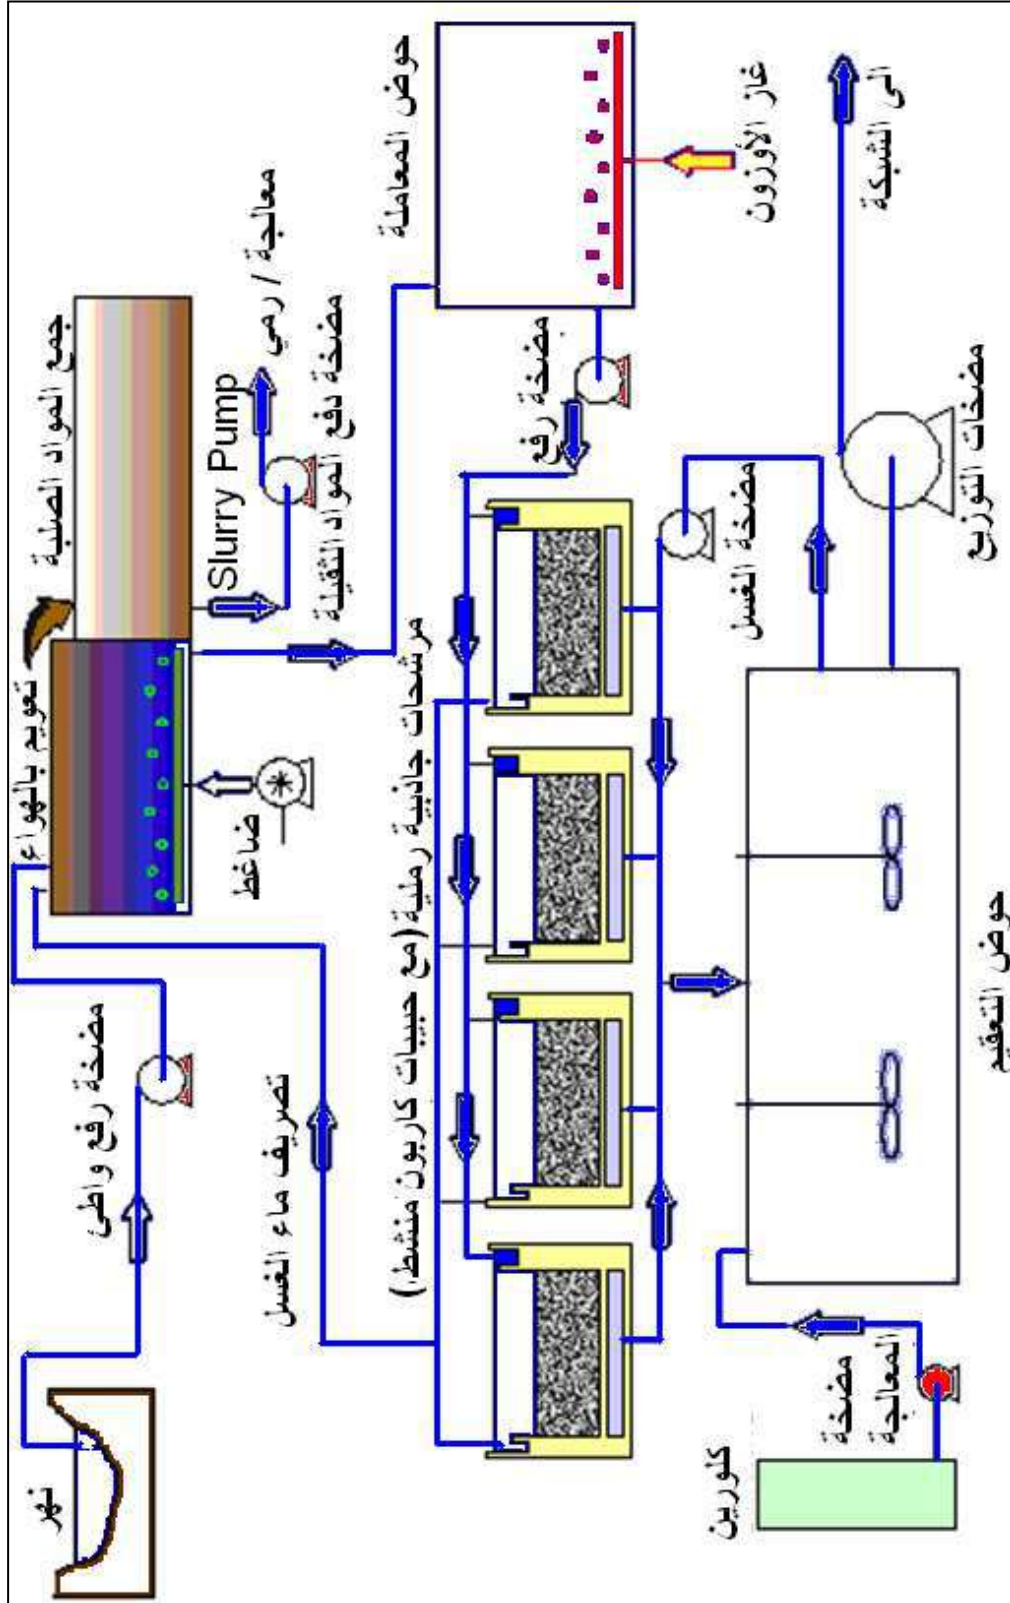 نهر
مضخة رفع واطئ
تعويم بالهواء
جمع المواد الصلبة
ضاغط
Slurry Pump
معالجة / رمي
مضخة دفع المواد الثقيلة
تصريف ماء الغسل
مرشحات جاذبية رملية (مع حبيبات كاربون منشط)
حوض المعاملة
مضخة رفع
غاز الأوزون
مضخة الغسل
الى الشبكة
مضخات التوزيع
كلورين
مضخة
المعالجة
حوض التعقيم